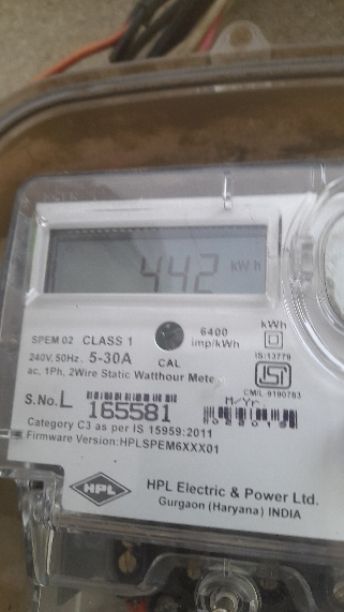 442 kWh
SPEM 02 CLASS 1
6400 imp/kWh
kWh
240V, 50Hz. 5-30A
CAL
IS:13779
ac, 1Ph, 2Wire Static Watthour Mete
ISI
CM/L-9190783
S.No. L 165581
M/Yr.
Category C3 as per IS 15959:2011
Firmware Version:HPLSPEM6XXX01
HPL
HPL Electric & Power Ltd.
Gurgaon (Haryana) INDIA